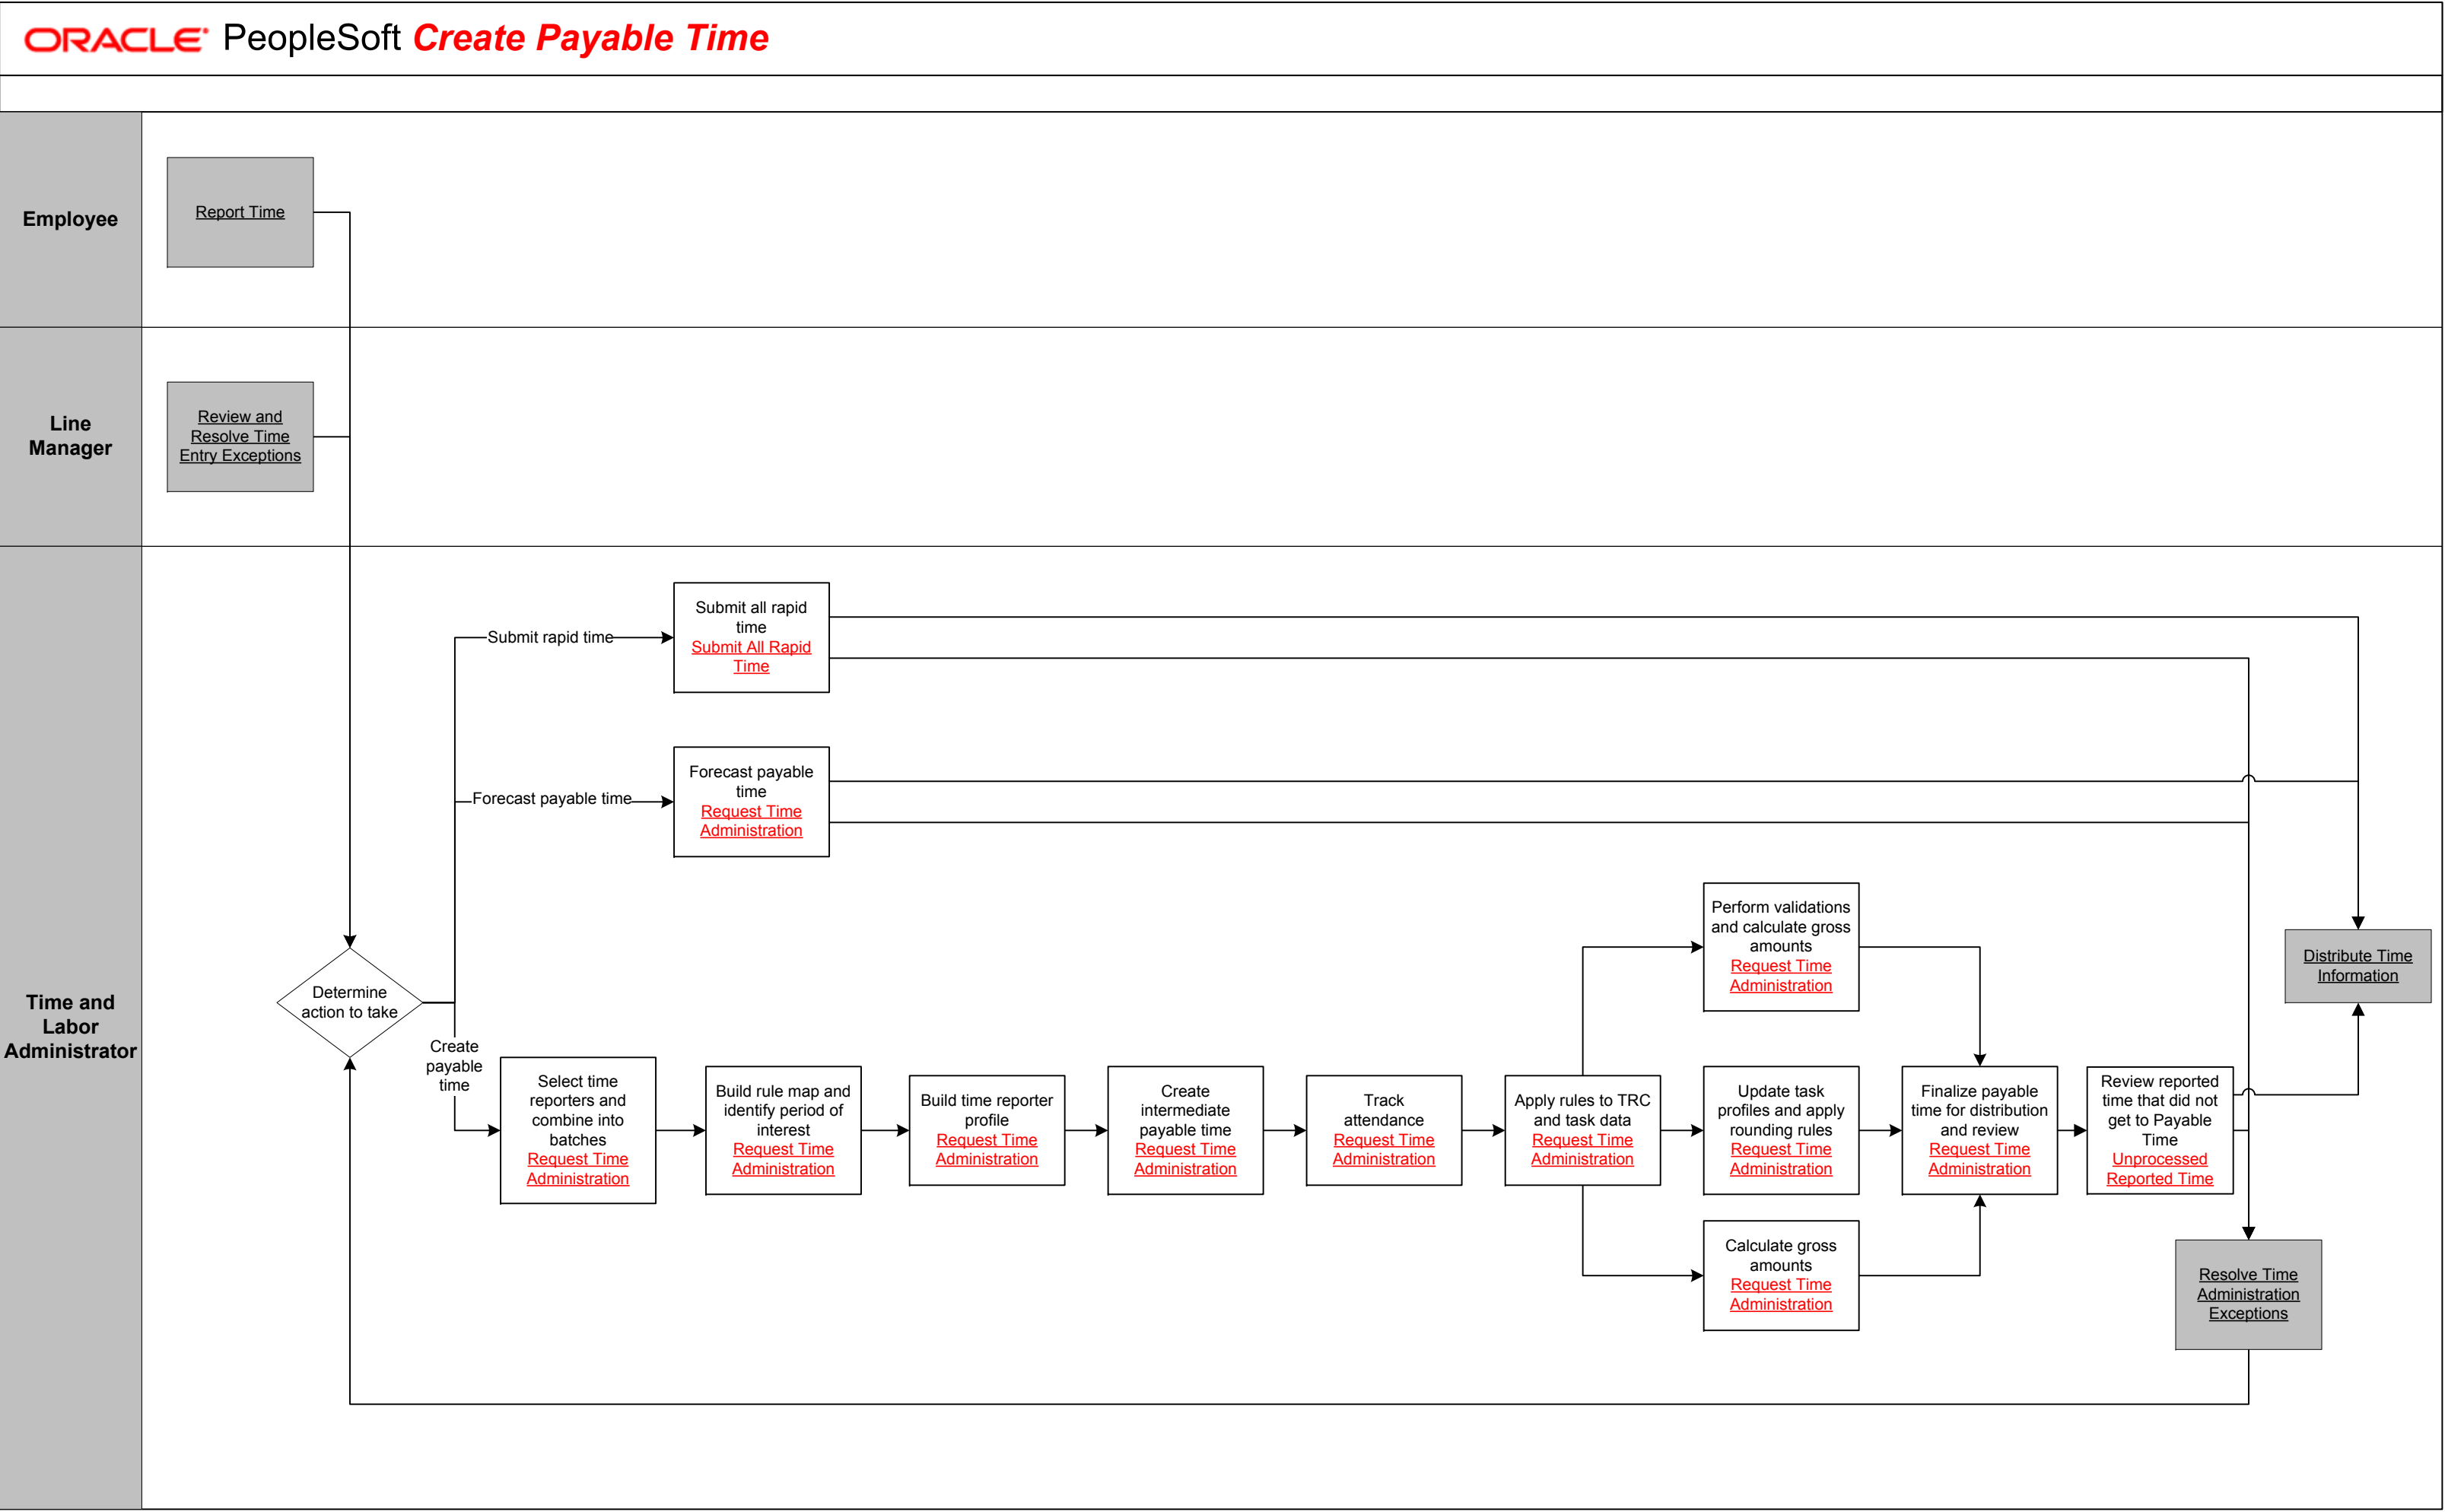 ORACLE PeopleSoft Create Payable Time
Employee
Report Time
Line
Manager
Review and
Resolve Time
Entry Exceptions
Time and
Labor
Administrator
Determine
action to take
Submit rapid time
Submit all rapid
time
Submit All Rapid
Time
Forecast payable time
Forecast payable
time
Request Time
Administration
Create
payable
time
Select time
reporters and
combine into
batches
Request Time
Administration
Build rule map and
identify period of
interest
Request Time
Administration
Build time reporter
profile
Request Time
Administration
Create
intermediate
payable time
Request Time
Administration
Track
attendance
Request Time
Administration
Apply rules to TRC
and task data
Request Time
Administration
Perform validations
and calculate gross
amounts
Request Time
Administration
Update task
profiles and apply
rounding rules
Request Time
Administration
Calculate gross
amounts
Request Time
Administration
Finalize payable
time for distribution
and review
Request Time
Administration
Review reported
time that did not
get to Payable
Time
Unprocessed
Reported Time
Distribute Time
Information
Resolve Time
Administration
Exceptions